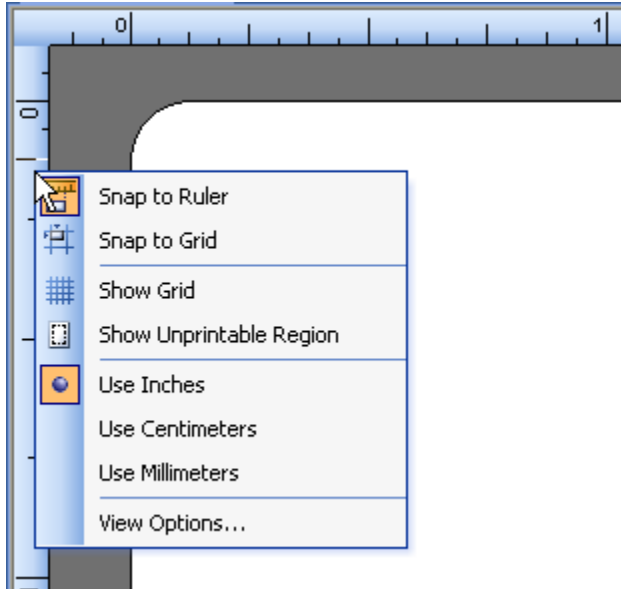 0 1
0
Snap to Ruler
Snap to Grid
Show Grid
Show Unprintable Region
Use Inches
Use Centimeters
Use Millimeters
View Options...